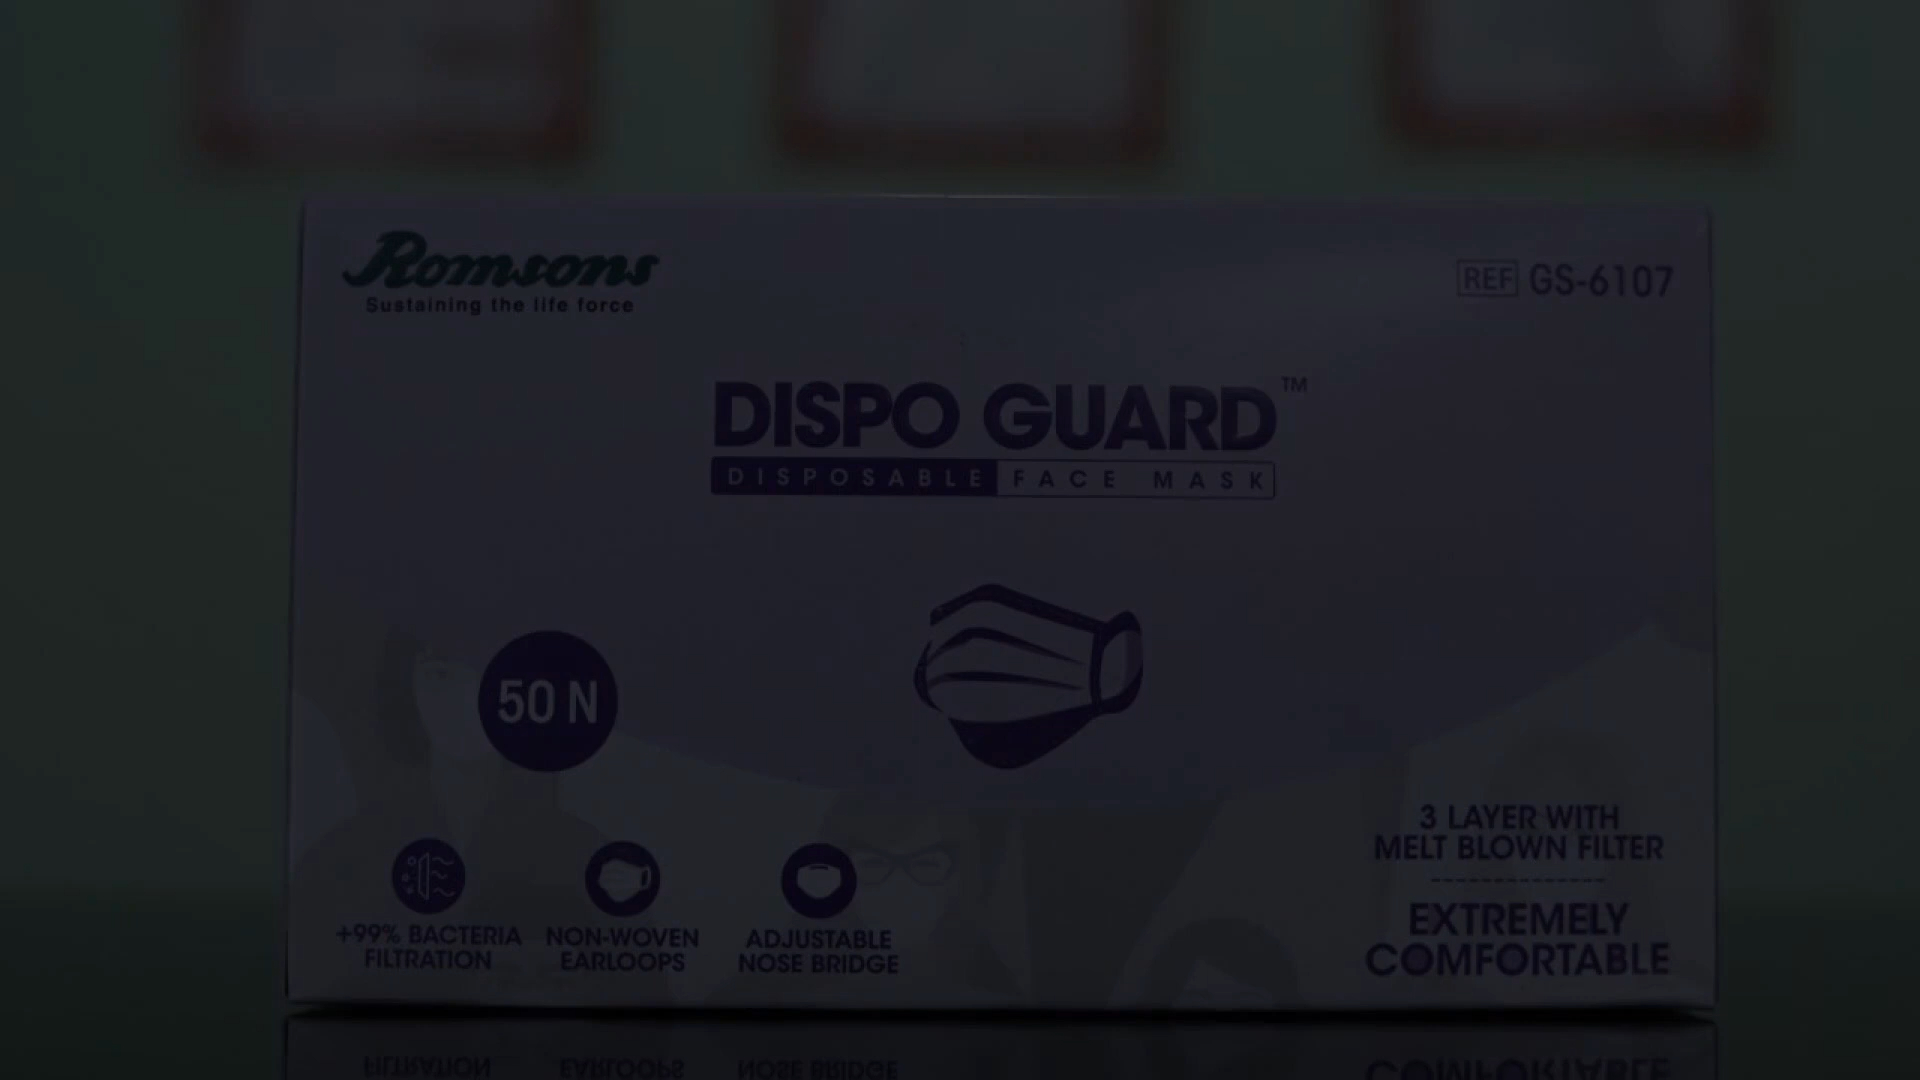 Romsons
Sustaining the life force
REF GS-6107
DISPO GUARD™
DISPOSABLE FACE MASK
50 N
+99% BACTERIA
FILTRATION
NON-WOVEN
EARLOOPS
ADJUSTABLE
NOSE BRIDGE
3 LAYER WITH
MELT BLOWN FILTER
EXTREMELY
COMFORTABLE